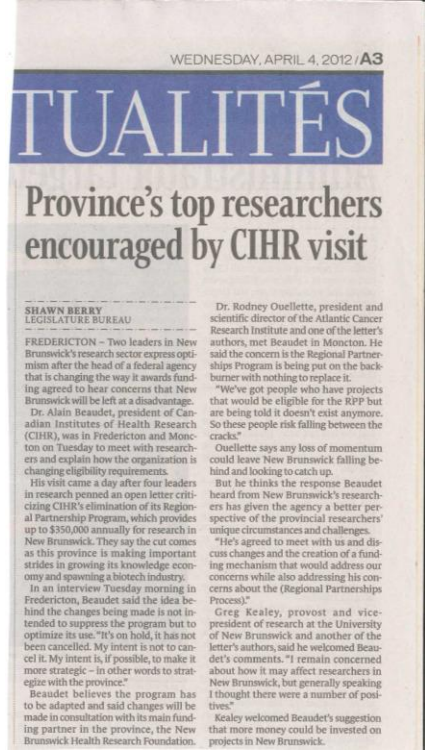 WEDNESDAY, APRIL 4, 2012 / A3
TUALITÉS
Province's top researchers
encouraged by CIHR visit
SHAWN BERRY
LEGISLATURE BUREAU
FREDERICTON – Two leaders in New
Brunswick's research sector express opti-
mism after the head of a federal agency
that is changing the way it awards fund-
ing agreed to hear concerns that New
Brunswick will be left at a disadvantage.
Dr. Alain Beaudet, president of Can-
adian Institutes of Health Research
(CIHR), was in Fredericton and Monc-
ton on Tuesday to meet with research-
ers and explain how the organization is
changing eligibility requirements.
His visit came a day after four leaders
in research penned an open letter criti-
cizing CIHR's elimination of its Region-
al Partnership Program, which provides
up to $350,000 annually for research in
New Brunswick. They say the cut comes
as this province is making important
strides in growing its knowledge econ-
omy and spawning a biotech industry.
In an interview Tuesday morning in
Fredericton, Beaudet said the idea be-
hind the changes being made is not in-
tended to suppress the program but to
optimize its use. "It's on hold, it has not
been cancelled. My intent is not to can-
cel it. My intent is, if possible, to make it
more strategic – in other words to strat-
egize with the province."
Beaudet believes the program has
to be adapted and said changes will be
made in consultation with its main fund-
ing partner in the province, the New
Brunswick Health Research Foundation.
Dr. Rodney Ouellette, president and
scientific director of the Atlantic Cancer
Research Institute and one of the letter's
authors, met Beaudet in Moncton. He
said the concern is the Regional Partner-
ships Program is being put on the back-
burner with nothing to replace it.
"We've got people who have projects
that would be eligible for the RPP but
are being told it doesn't exist anymore.
So these people risk falling between the
cracks."
Ouellette says any loss of momentum
could leave New Brunswick falling be-
hind and looking to catch up.
But he thinks the response Beaudet
heard from New Brunswick's research-
ers has given the agency a better per-
spective of the provincial researchers'
unique circumstances and challenges.
"He's agreed to meet with us and dis-
cuss changes and the creation of a fund-
ing mechanism that would address our
concerns while also addressing his con-
cerns about the (Regional Partnerships
Process)."
Greg Kealey, provost and vice-
president of research at the University
of New Brunswick and another of the
letter's authors, said he welcomed Beau-
det's comments. "I remain concerned
about how it may affect researchers in
New Brunswick, but generally speaking
I thought there were a number of posi-
tives."
Kealey welcomed Beaudet's suggestion
that more money could be invested on
projects in New Brunswick.